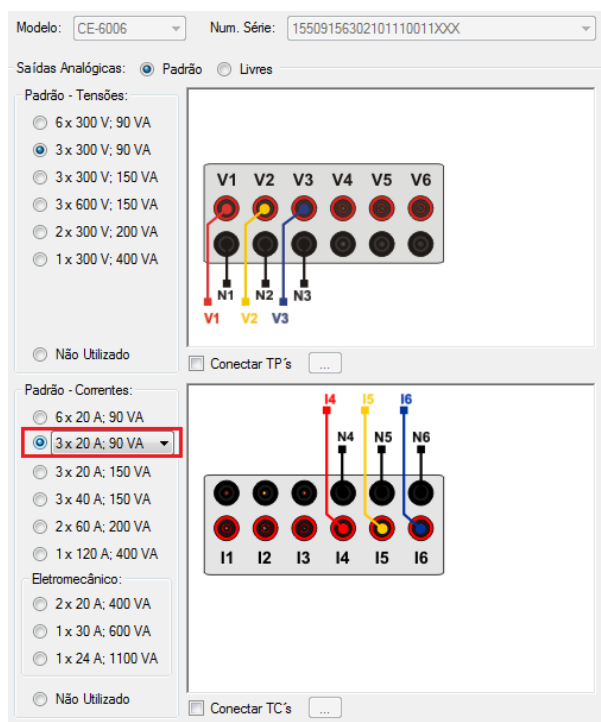 Modelo: CE-6006 Num. Série: 15509156302101110011XXX
Saídas Analógicas: Padrão Livres
Padrão - Tensões:
6 x 300 V; 90 VA
3 x 300 V; 90 VA
3 x 300 V; 150 VA
3 x 600 V; 150 VA
2 x 300 V; 200 VA
1 x 300 V; 400 VA
Não Utilizado
V1 V2 V3 V4 V5 V6
N1 N2 N3
V1 V2 V3
Conectar TP´s ...
Padrão - Correntes:
6 x 20 A; 90 VA
3 x 20 A; 90 VA
3 x 20 A; 150 VA
3 x 40 A; 150 VA
2 x 60 A; 200 VA
1 x 120 A; 400 VA
Eletromecânico:
2 x 20 A; 400 VA
1 x 30 A; 600 VA
1 x 24 A; 1100 VA
Não Utilizado
I4 I5 I6
N4 N5 N6
I1 I2 I3 I4 I5 I6
Conectar TC´s ...